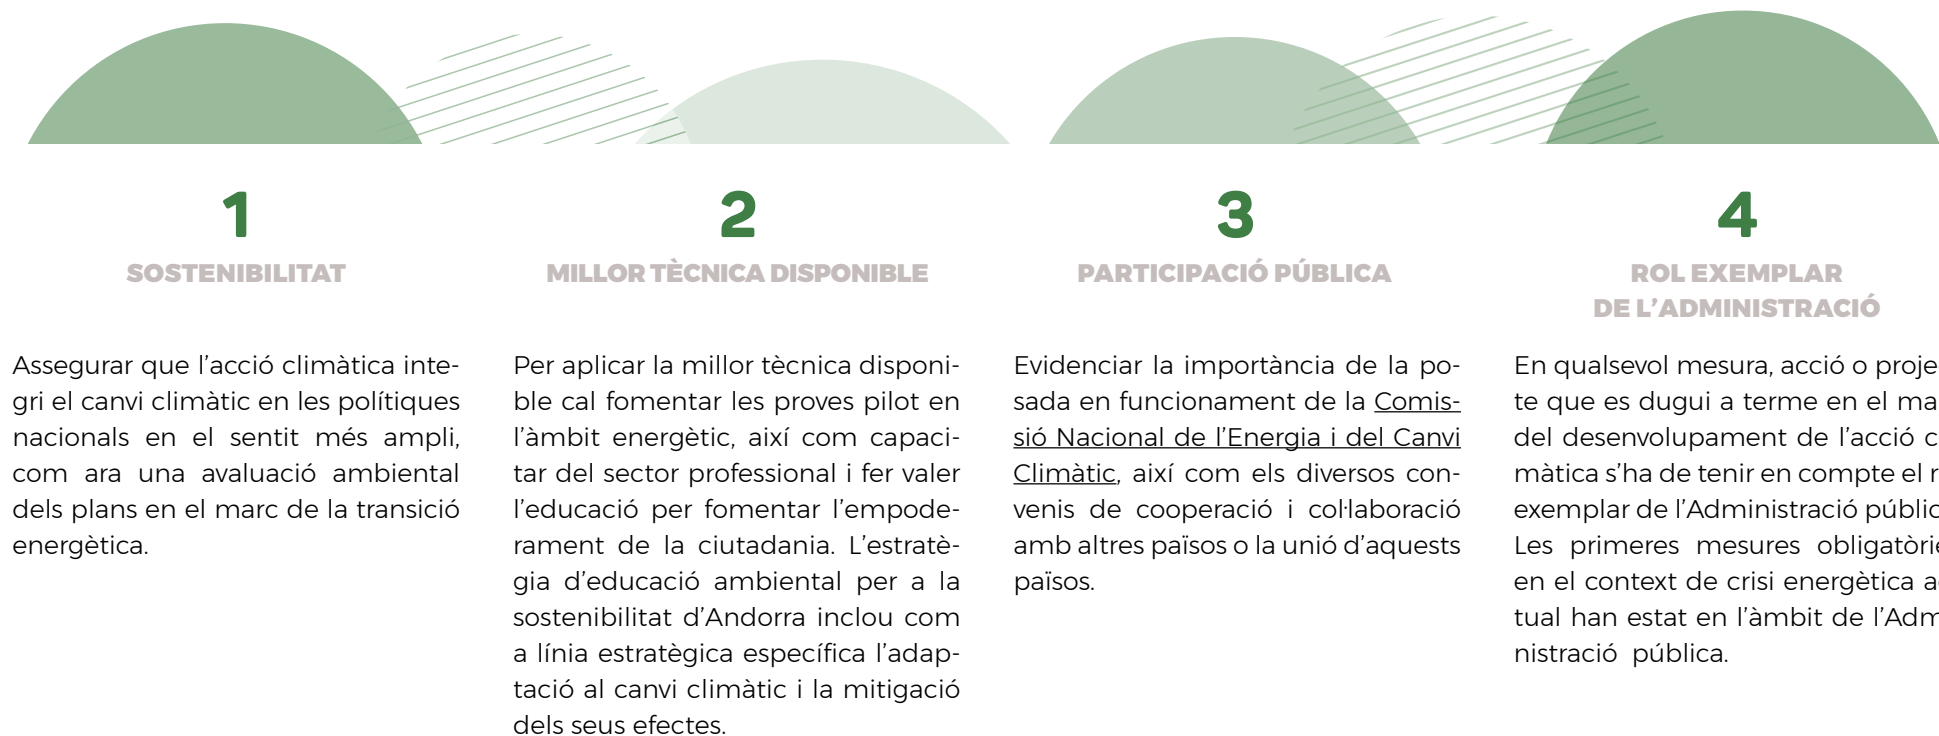 1
SOSTENIBILITAT
Assegurar que l’acció climàtica inte-
gri el canvi climàtic en les polítiques
nacionals en el sentit més ampli,
com ara una avaluació ambiental
dels plans en el marc de la transició
energètica.
2
MILLOR TÈCNICA DISPONIBLE
Per aplicar la millor tècnica disponi-
ble cal fomentar les proves pilot en
l’àmbit energètic, així com capaci-
tar del sector professional i fer valer
l’educació per fomentar l’empode-
rament de la ciutadania. L’estratè-
gia d’educació ambiental per a la
sostenibilitat d’Andorra inclou com
a línia estratègica específica l’adap-
tació al canvi climàtic i la mitigació
dels seus efectes.
3
PARTICIPACIÓ PÚBLICA
Evidenciar la importància de la po-
sada en funcionament de la Comis-
sió Nacional de l’Energia i del Canvi
Climàtic, així com els diversos con-
venis de cooperació i col·laboració
amb altres països o la unió d’aquests
països.
4
ROL EXEMPLAR
DE L’ADMINISTRACIÓ
En qualsevol mesura, acció o proje
te que es dugui a terme en el ma
del desenvolupament de l’acció c
màtica s’ha de tenir en compte el r
exemplar de l’Administració públic
Les primeres mesures obligatòrie
en el context de crisi energètica a
tual han estat en l’àmbit de l’Adm
nistració pública.